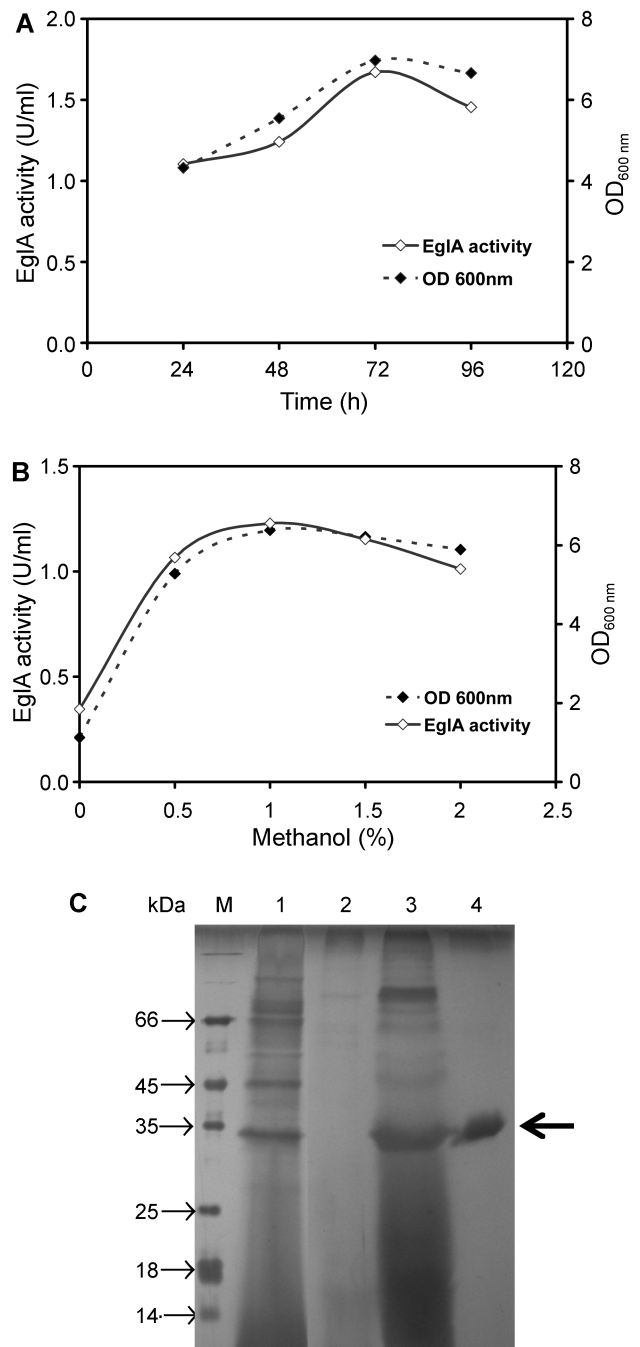 A
2.0
1.5
1.0
0.5
0.0
EglA activity (U/ml)
8
6
4
2
0
OD600 nm
EglA activity
OD 600nm
0 24 48 72 96 120
Time (h)
B
1.5
1.0
0.5
0.0
EglA activity (U/ml)
8
6
4
2
0
OD600 nm
OD 600nm
EglA activity
0 0.5 1 1.5 2 2.5
Methanol (%)
C kDa M 1 2 3 4
66
45
35
25
18
14